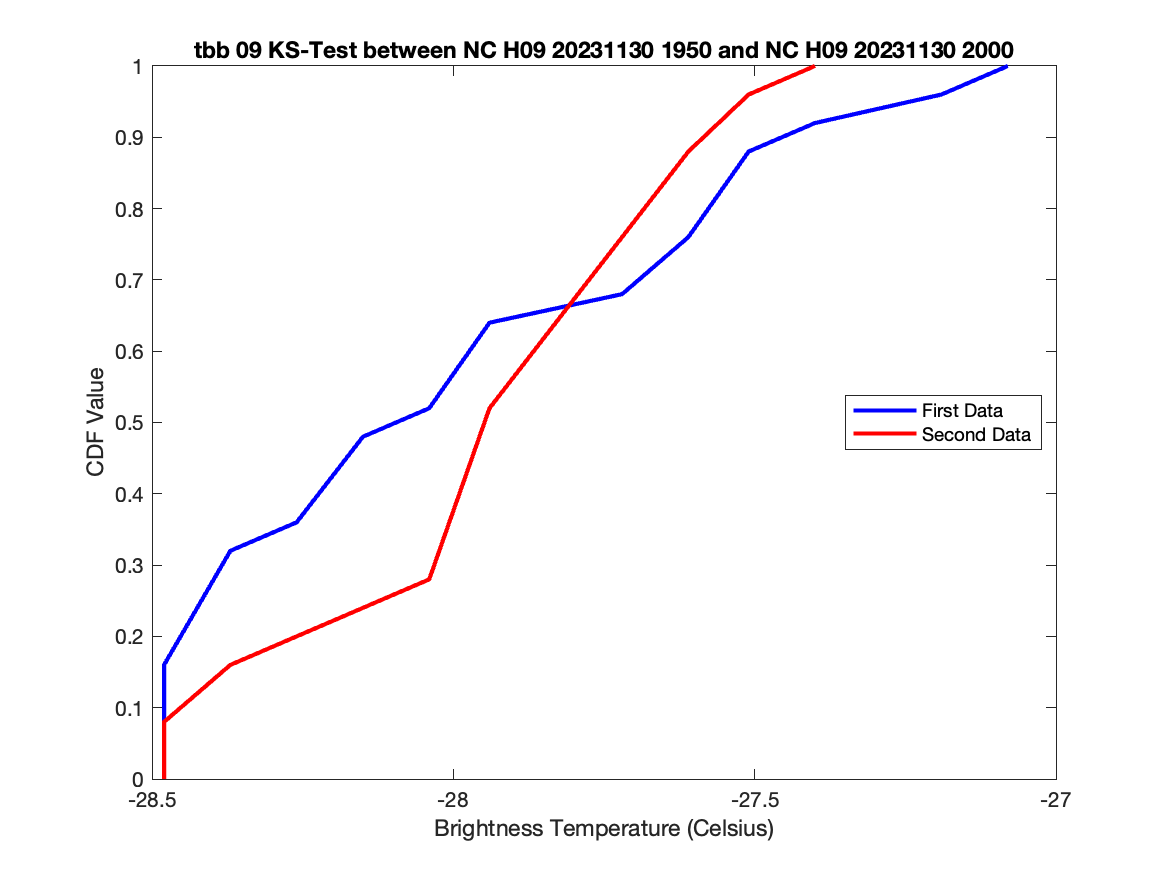 tbb 09 KS-Test between NC H09 20231130 1950 and NC H09 20231130 2000
1
0.9
0.8
0.7
0.6
0.5
0.4
0.3
0.2
0.1
0
CDF Value
First Data
Second Data
-28.5 -28 -27.5 -27
Brightness Temperature (Celsius)